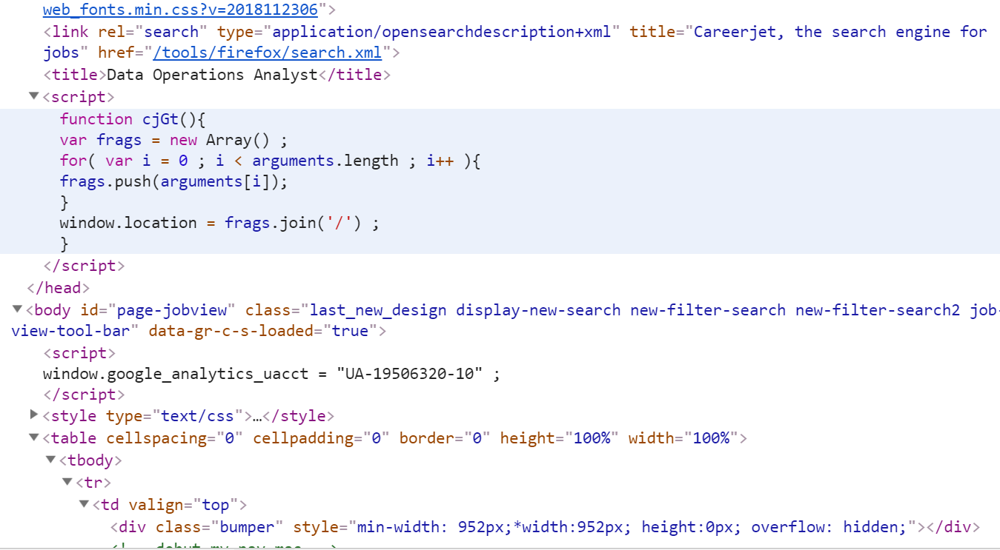 web_fonts.min.css?v=2018112306">
<link rel="search" type="application/opensearchdescription+xml" title="Careerjet, the search engine for
jobs" href="/tools/firefox/search.xml">
<title>Data Operations Analyst</title>
<script>
function cjGt(){
var frags = new Array() ;
for( var i = 0 ; i < arguments.length ; i++ ){
frags.push(arguments[i]);
}
window.location = frags.join('/') ;
}
</script>
</head>
<body id="page-jobview" class="last_new_design display-new-search new-filter-search new-filter-search2 job-
view-tool-bar" data-gr-c-s-loaded="true">
<script>
window.google_analytics_uacct = "UA-19506320-10" ;
</script>
<style type="text/css">…</style>
<table cellspacing="0" cellpadding="0" border="0" height="100%" width="100%">
<tbody>
<tr>
<td valign="top">
<div class="bumper" style="min-width: 952px;*width:952px; height:0px; overflow: hidden;"></div>